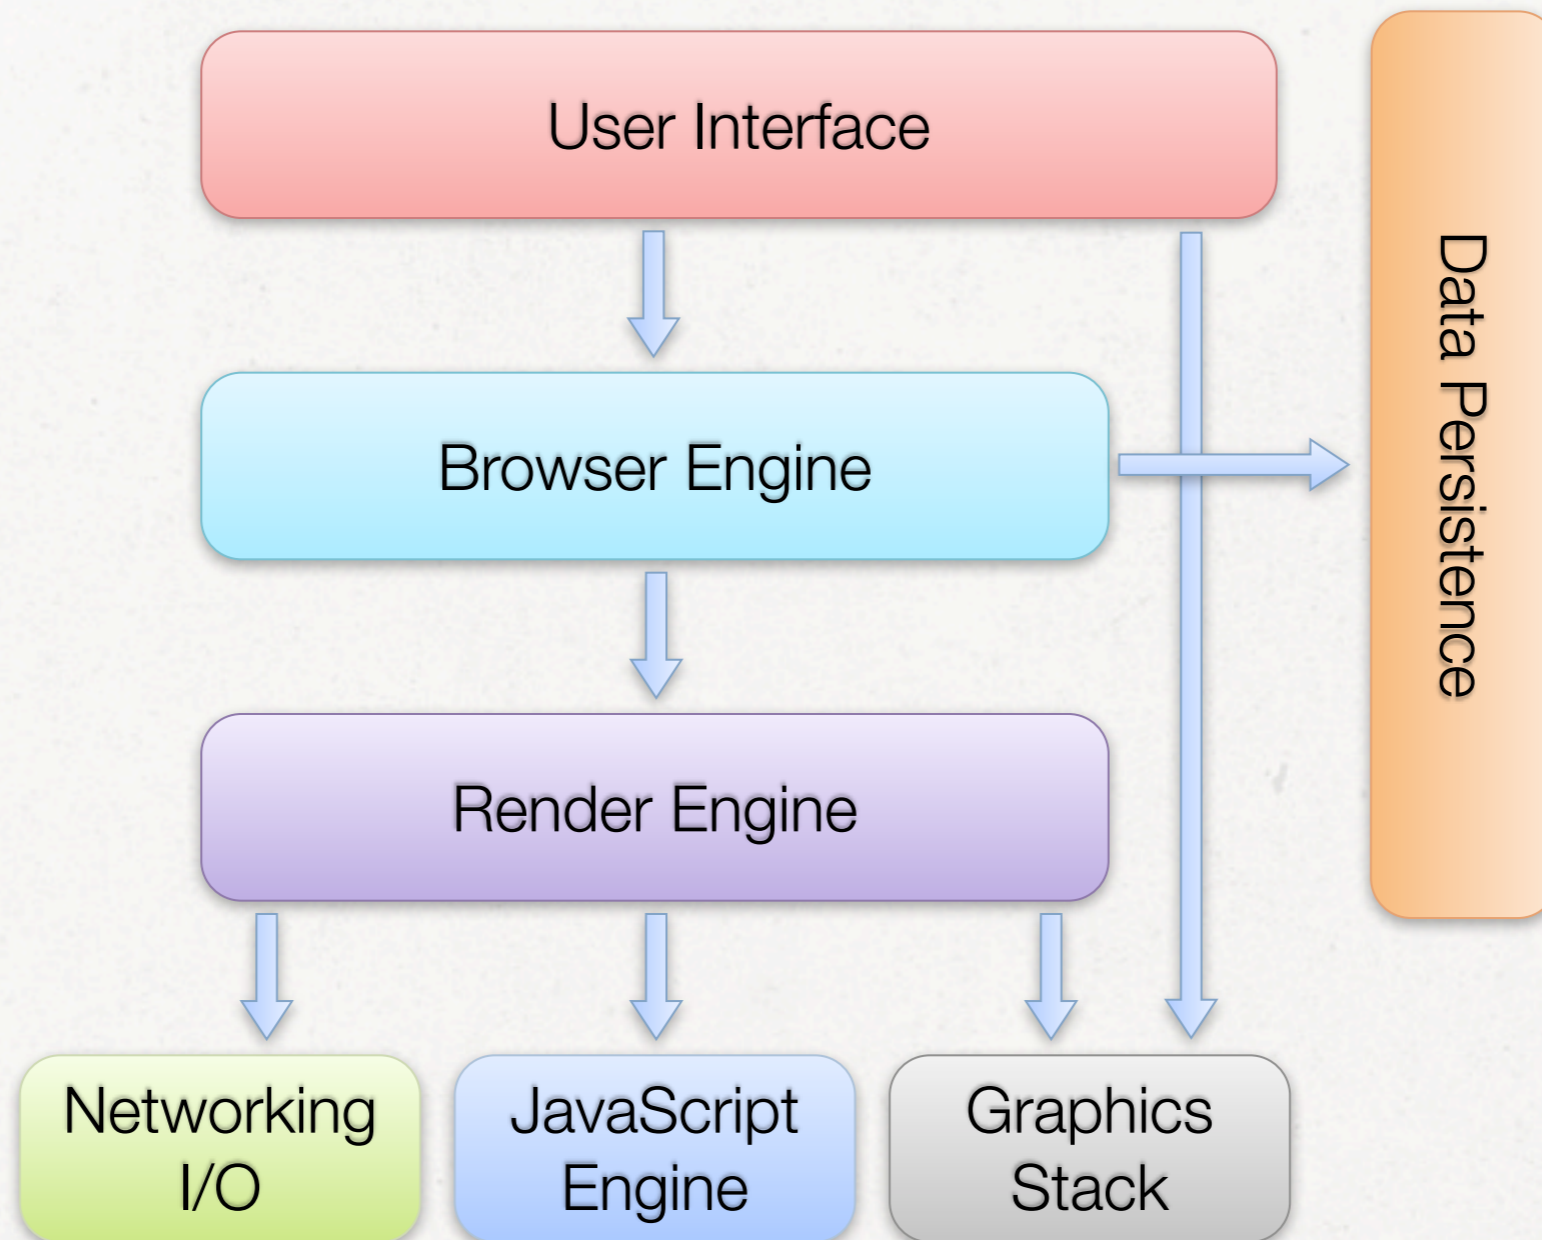 User Interface
Data Persistence
Browser Engine
Render Engine
Networking
I/O
JavaScript
Engine
Graphics
Stack